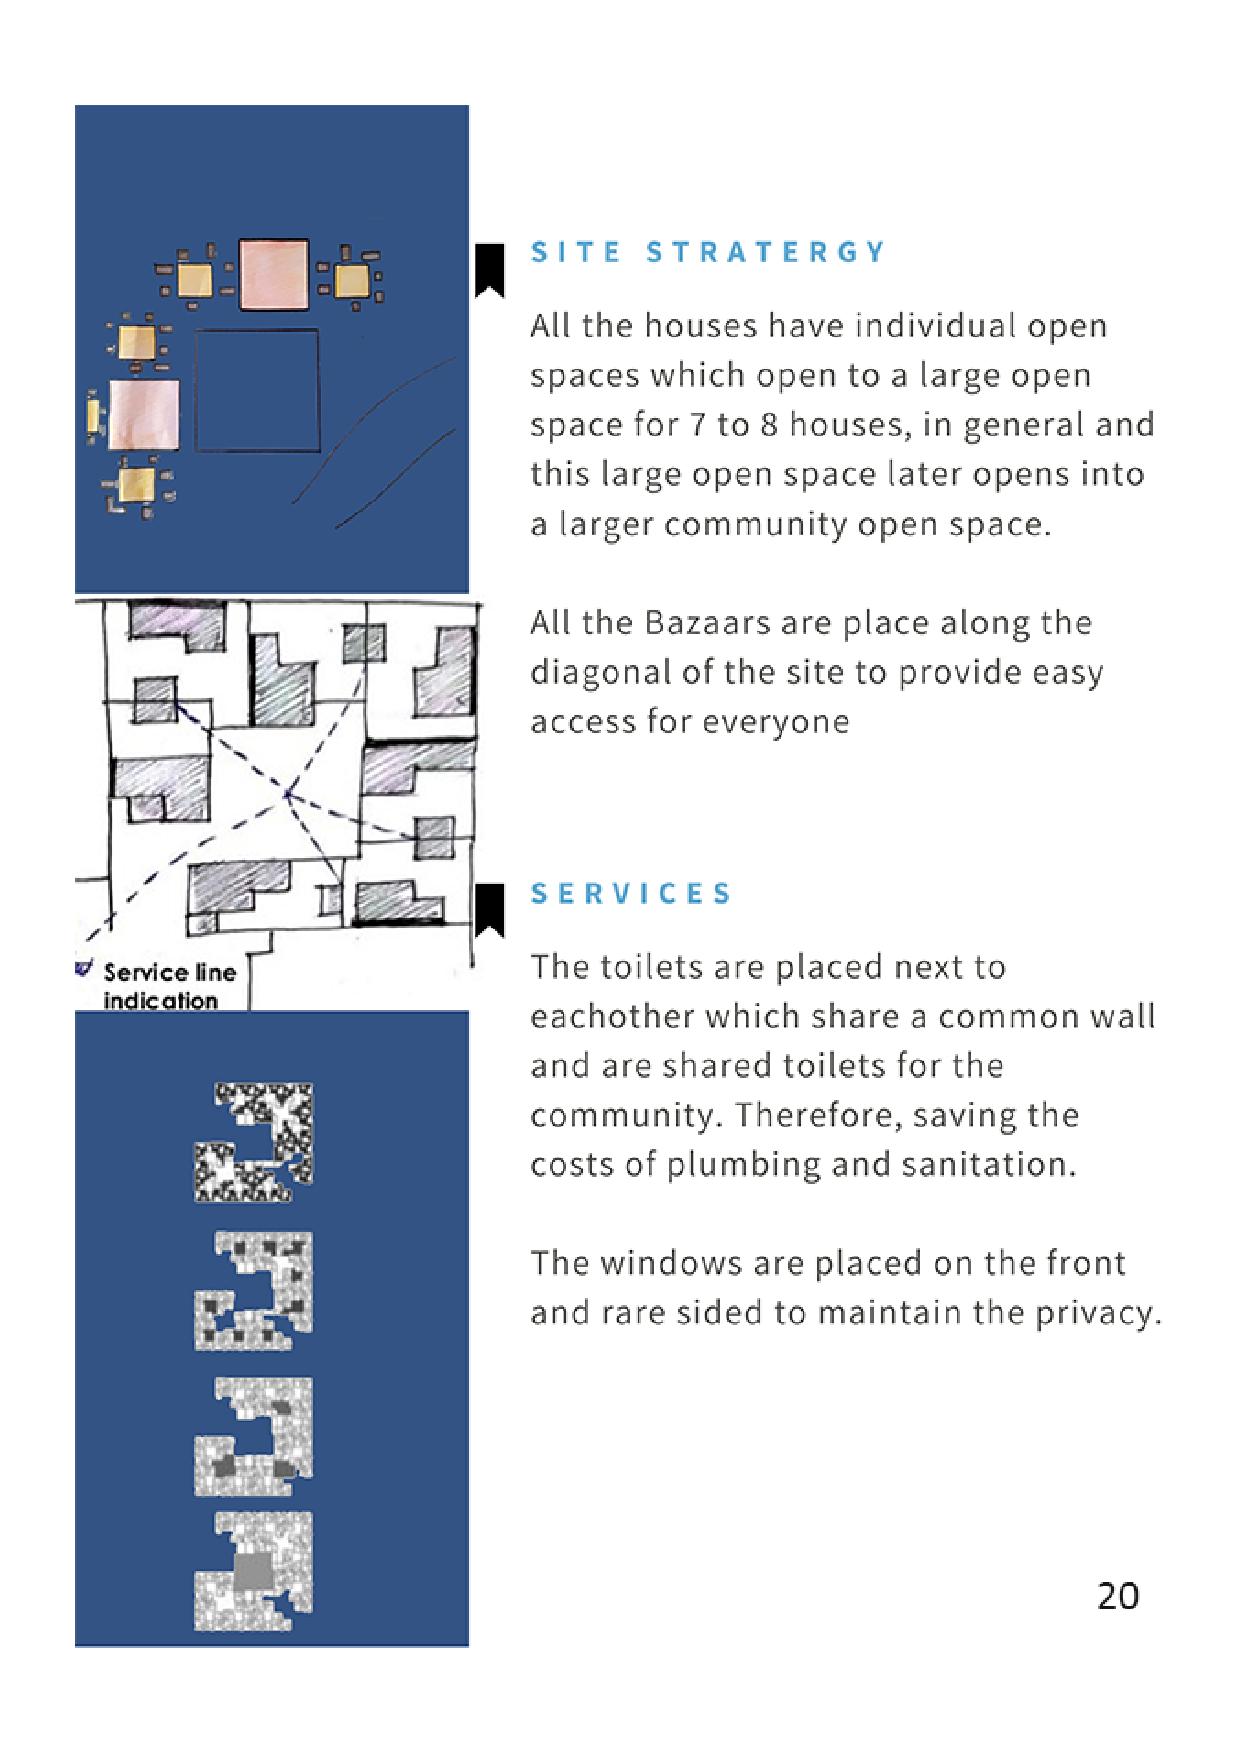 SITE STRATERGY
All the houses have individual open
spaces which open to a large open
space for 7 to 8 houses, in general and
this large open space later opens into
a larger community open space.
All the Bazaars are place along the
diagonal of the site to provide easy
access for everyone
Service line
indication
SERVICES
The toilets are placed next to
eachother which share a common wall
and are shared toilets for the
community. Therefore, saving the
costs of plumbing and sanitation.
The windows are placed on the front
and rare sided to maintain the privacy.
20